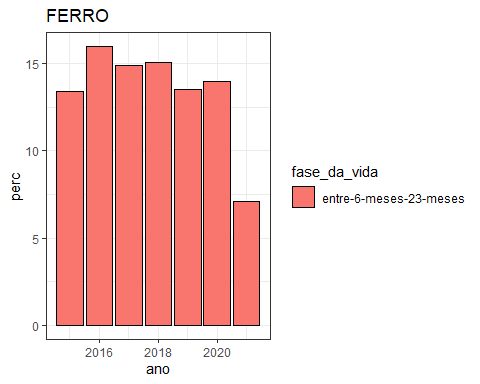 FERRO
15
10
5
0
perc
2016 2018 2020
ano
fase_da_vida
entre-6-meses-23-meses